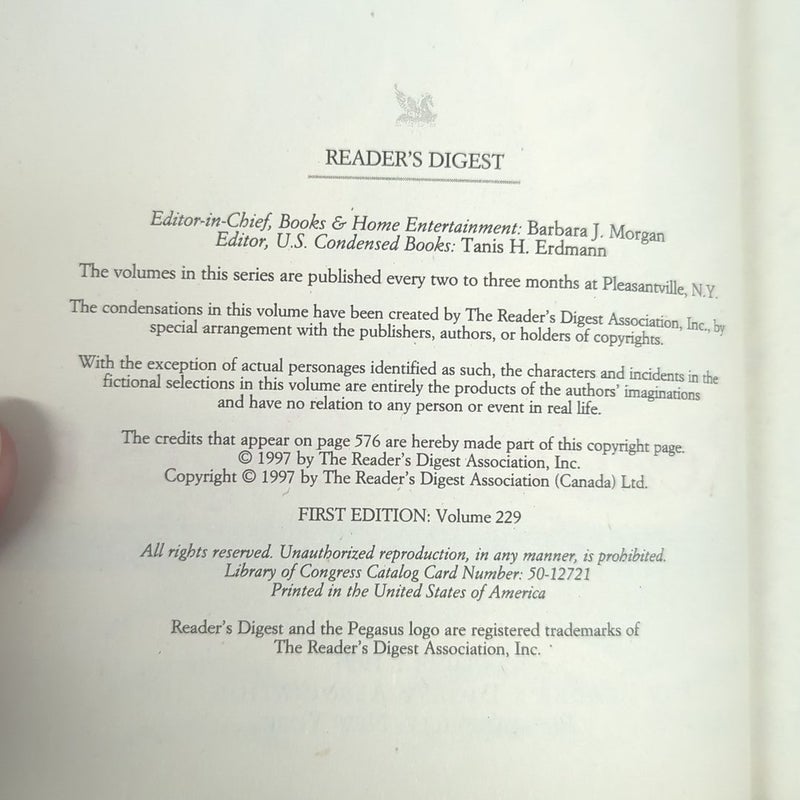 READER'S DIGEST
Editor-in-Chief, Books & Home Entertainment: Barbara J. Morgan
Editor, U.S. Condensed Books: Tanis H. Erdmann
The volumes in this series are published every two to three months at Pleasantville, N.Y.
The condensations in this volume have been created by The Reader's Digest Association, Inc., by
special arrangement with the publishers, authors, or holders of copyrights.
With the exception of actual personages identified as such, the characters and incidents in the
fictional selections in this volume are entirely the products of the authors' imaginations
and have no relation to any person or event in real life.
The credits that appear on page 576 are hereby made part of this copyright page.
© 1997 by The Reader's Digest Association, Inc.
Copyright © 1997 by The Reader's Digest Association (Canada) Ltd.
FIRST EDITION: Volume 229
All rights reserved. Unauthorized reproduction, in any manner, is prohibited.
Library of Congress Catalog Card Number: 50-12721
Printed in the United States of America
Reader's Digest and the Pegasus logo are registered trademarks of
The Reader's Digest Association, Inc.